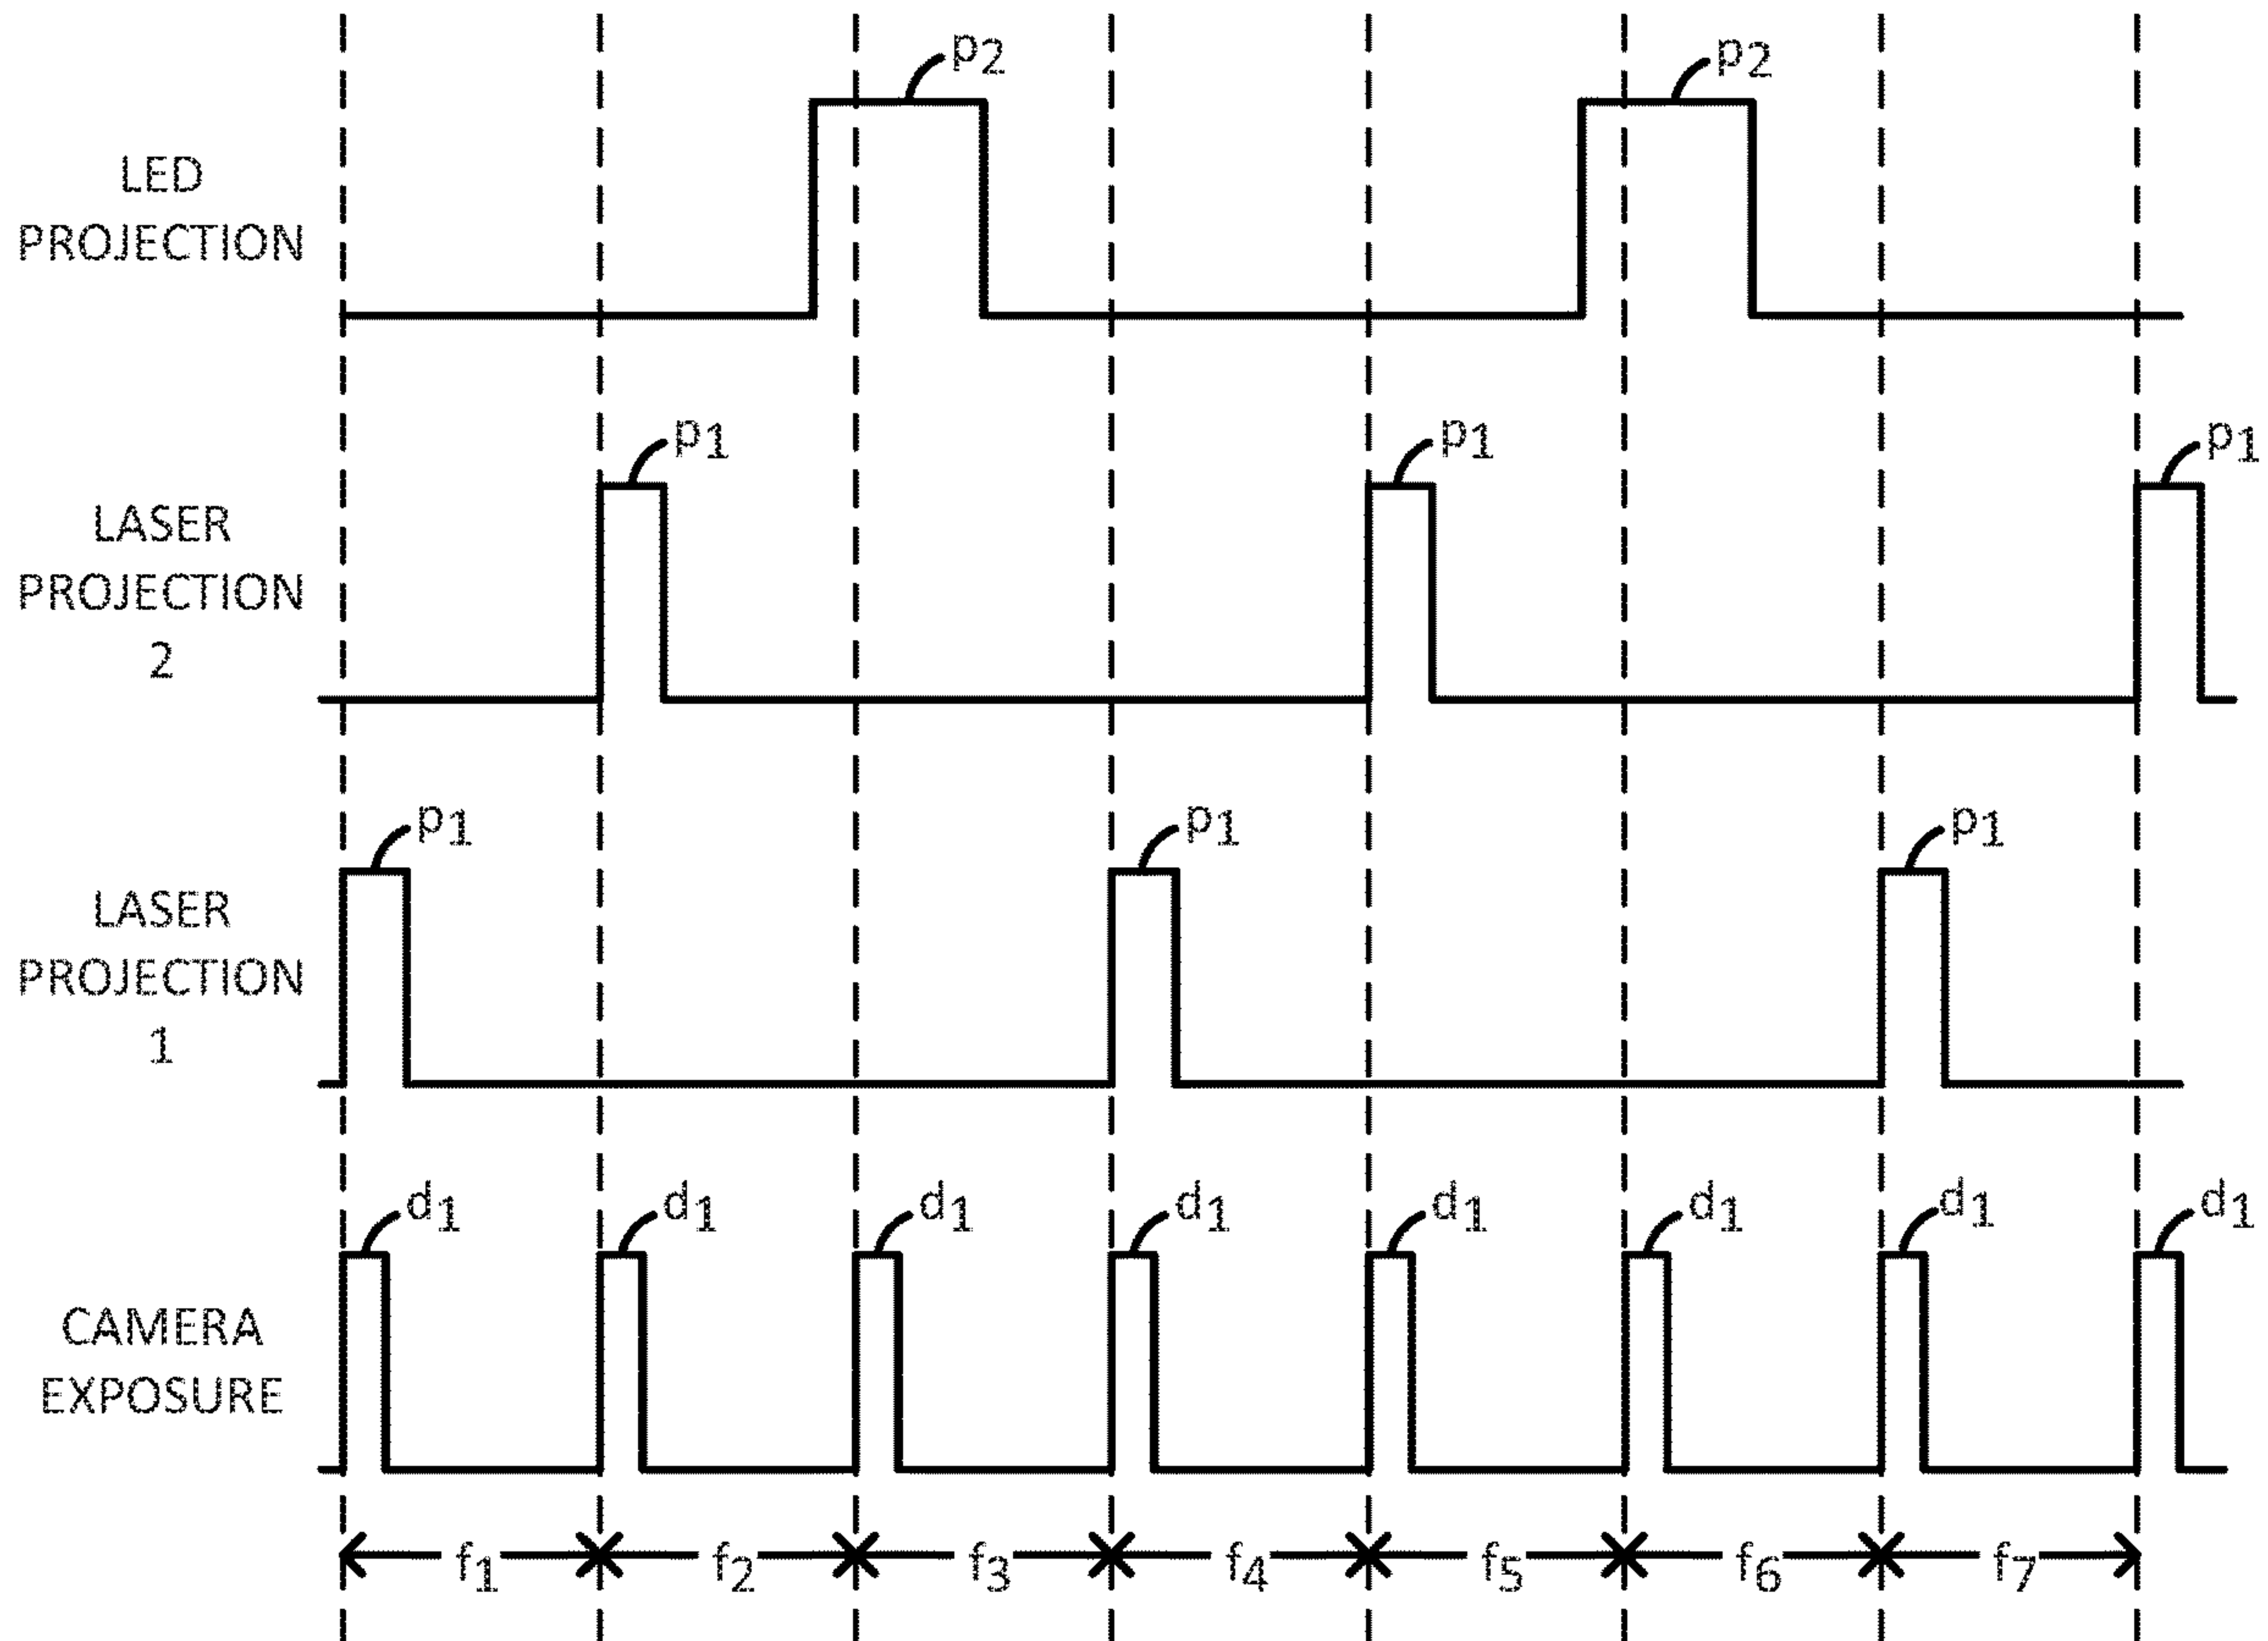 p2 p2
LED
PROJECTION
p1 p1 p1
LASER
PROJECTION
2
p1 p1 p1
LASER
PROJECTION
1
d1 d1 d1 d1 d1 d1 d1 d1
CAMERA
EXPOSURE
f1 f2 f3 f4 f5 f6 f7